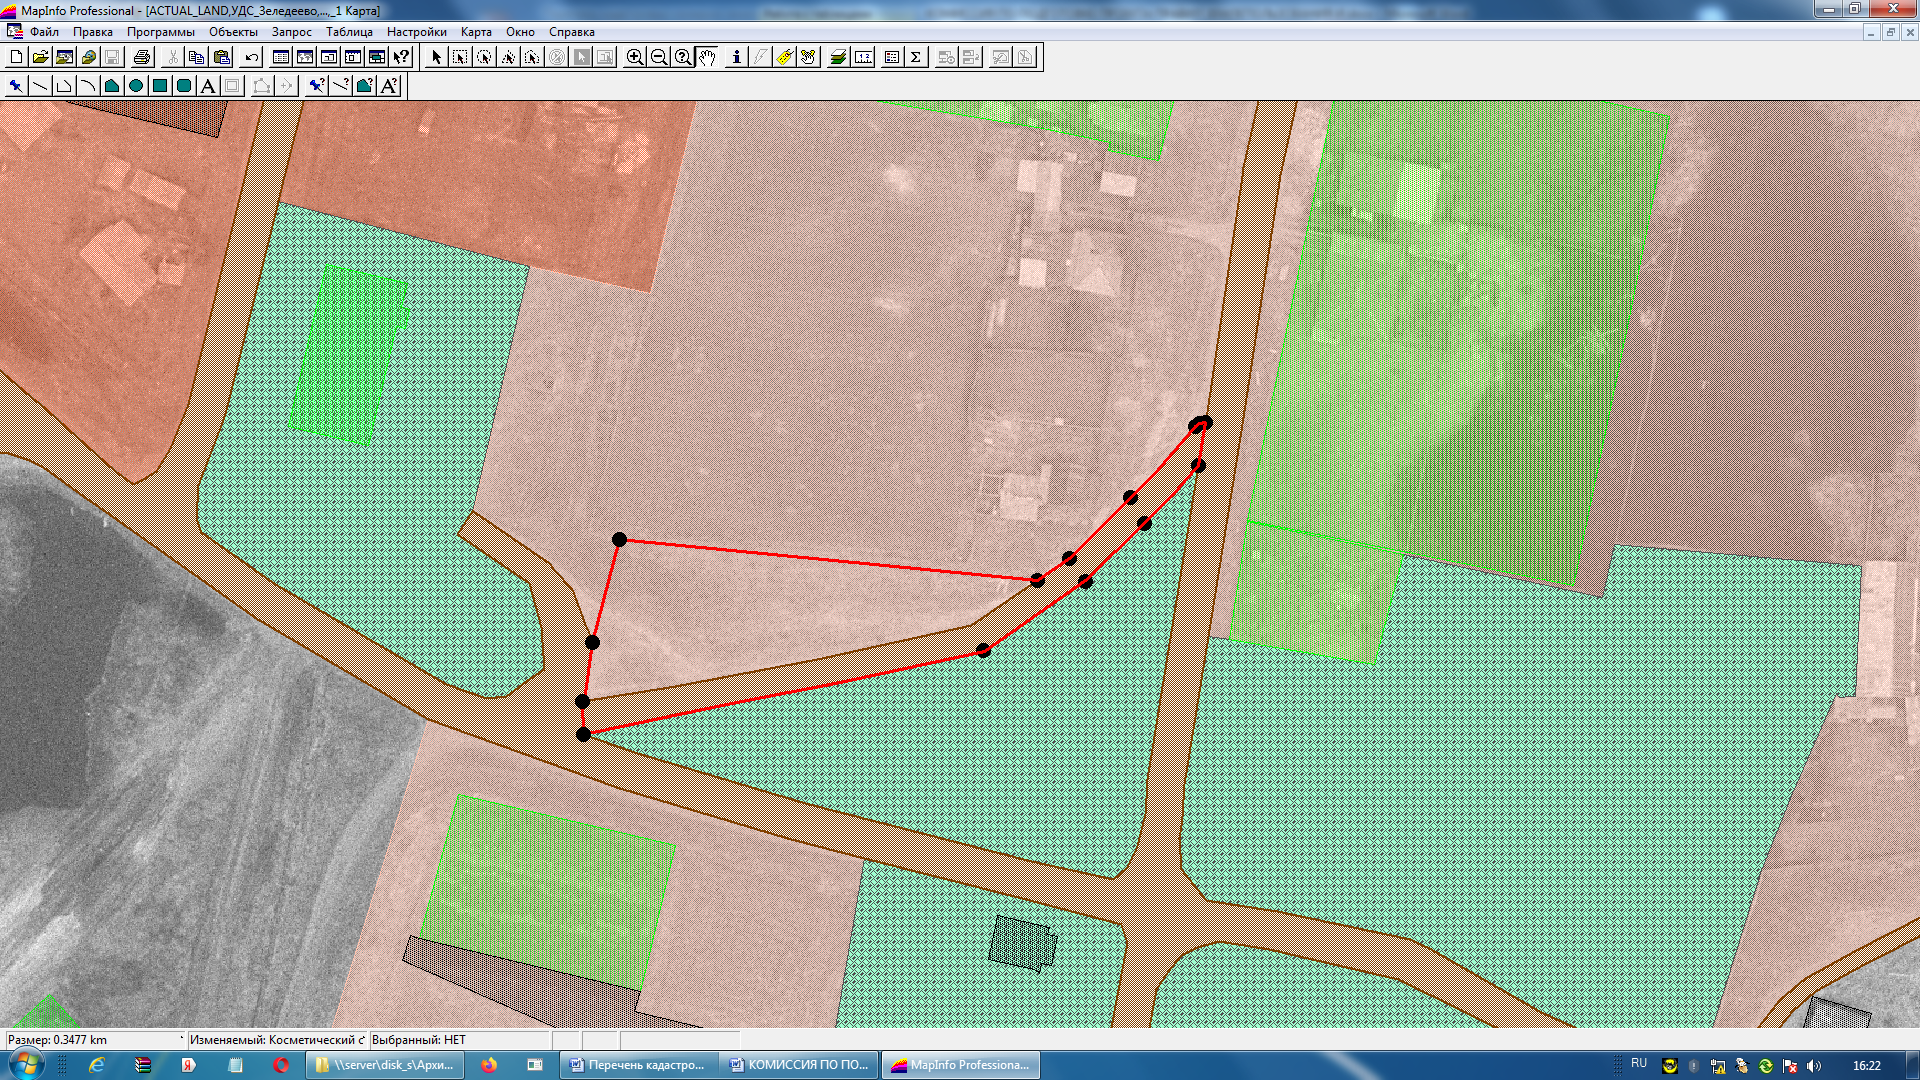 MapInfo Professional - [ACTUAL_LAND,УДС_Зеледеево,...,_1 Карта]
Файл Правка Программы Объекты Запрос Таблица Настройки Карта Окно Справка
Размер: 0.3477 km Изменяемый: Косметический с Выбранный: НЕТ
\\server\disk_s\Архи... Перечень кадастро... КОМИССИЯ ПО ПО... MapInfo Professiona... RU 16:22